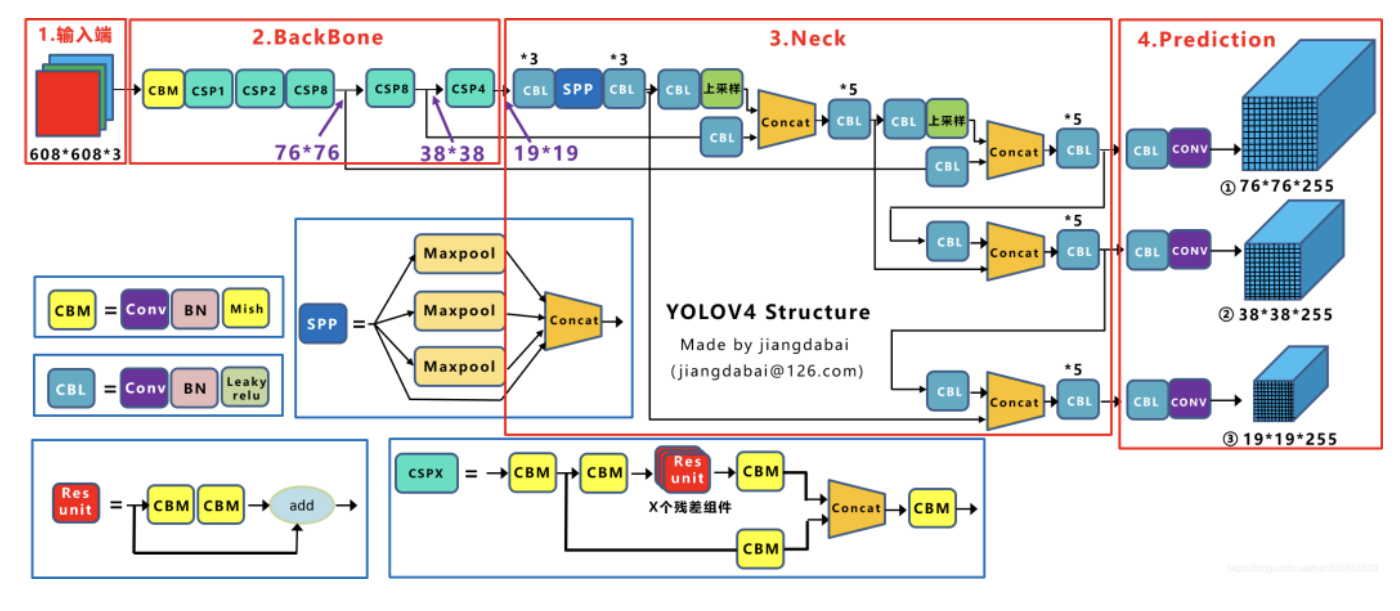 1.输入端
2.BackBone
3.Neck
4.Prediction
608*608*3
CBM
CSP1
CSP2
CSP8
CSP8
CSP4
76*76
38*38
19*19
*3
CBL
SPP
*3
CBL
CBL
上采样
CBL
Concat
*5
CBL
CBL
上采样
CBL
Concat
*5
CBL
CBL
CONV
① 76*76*255
CBL
Concat
*5
CBL
CBL
CONV
② 38*38*255
CBL
Concat
*5
CBL
CBL
CONV
③ 19*19*255
YOLOV4 Structure
Made by jiangdabai
(jiangdabai@126.com)
CBM = Conv BN Mish
CBL = Conv BN Leaky
relu
SPP =
Maxpool
Maxpool
Maxpool
Concat
Res
unit
=
CBM
CBM
add
CSPX =
CBM
CBM
Res
unit
X个残差组件
CBM
CBM
Concat
CBM